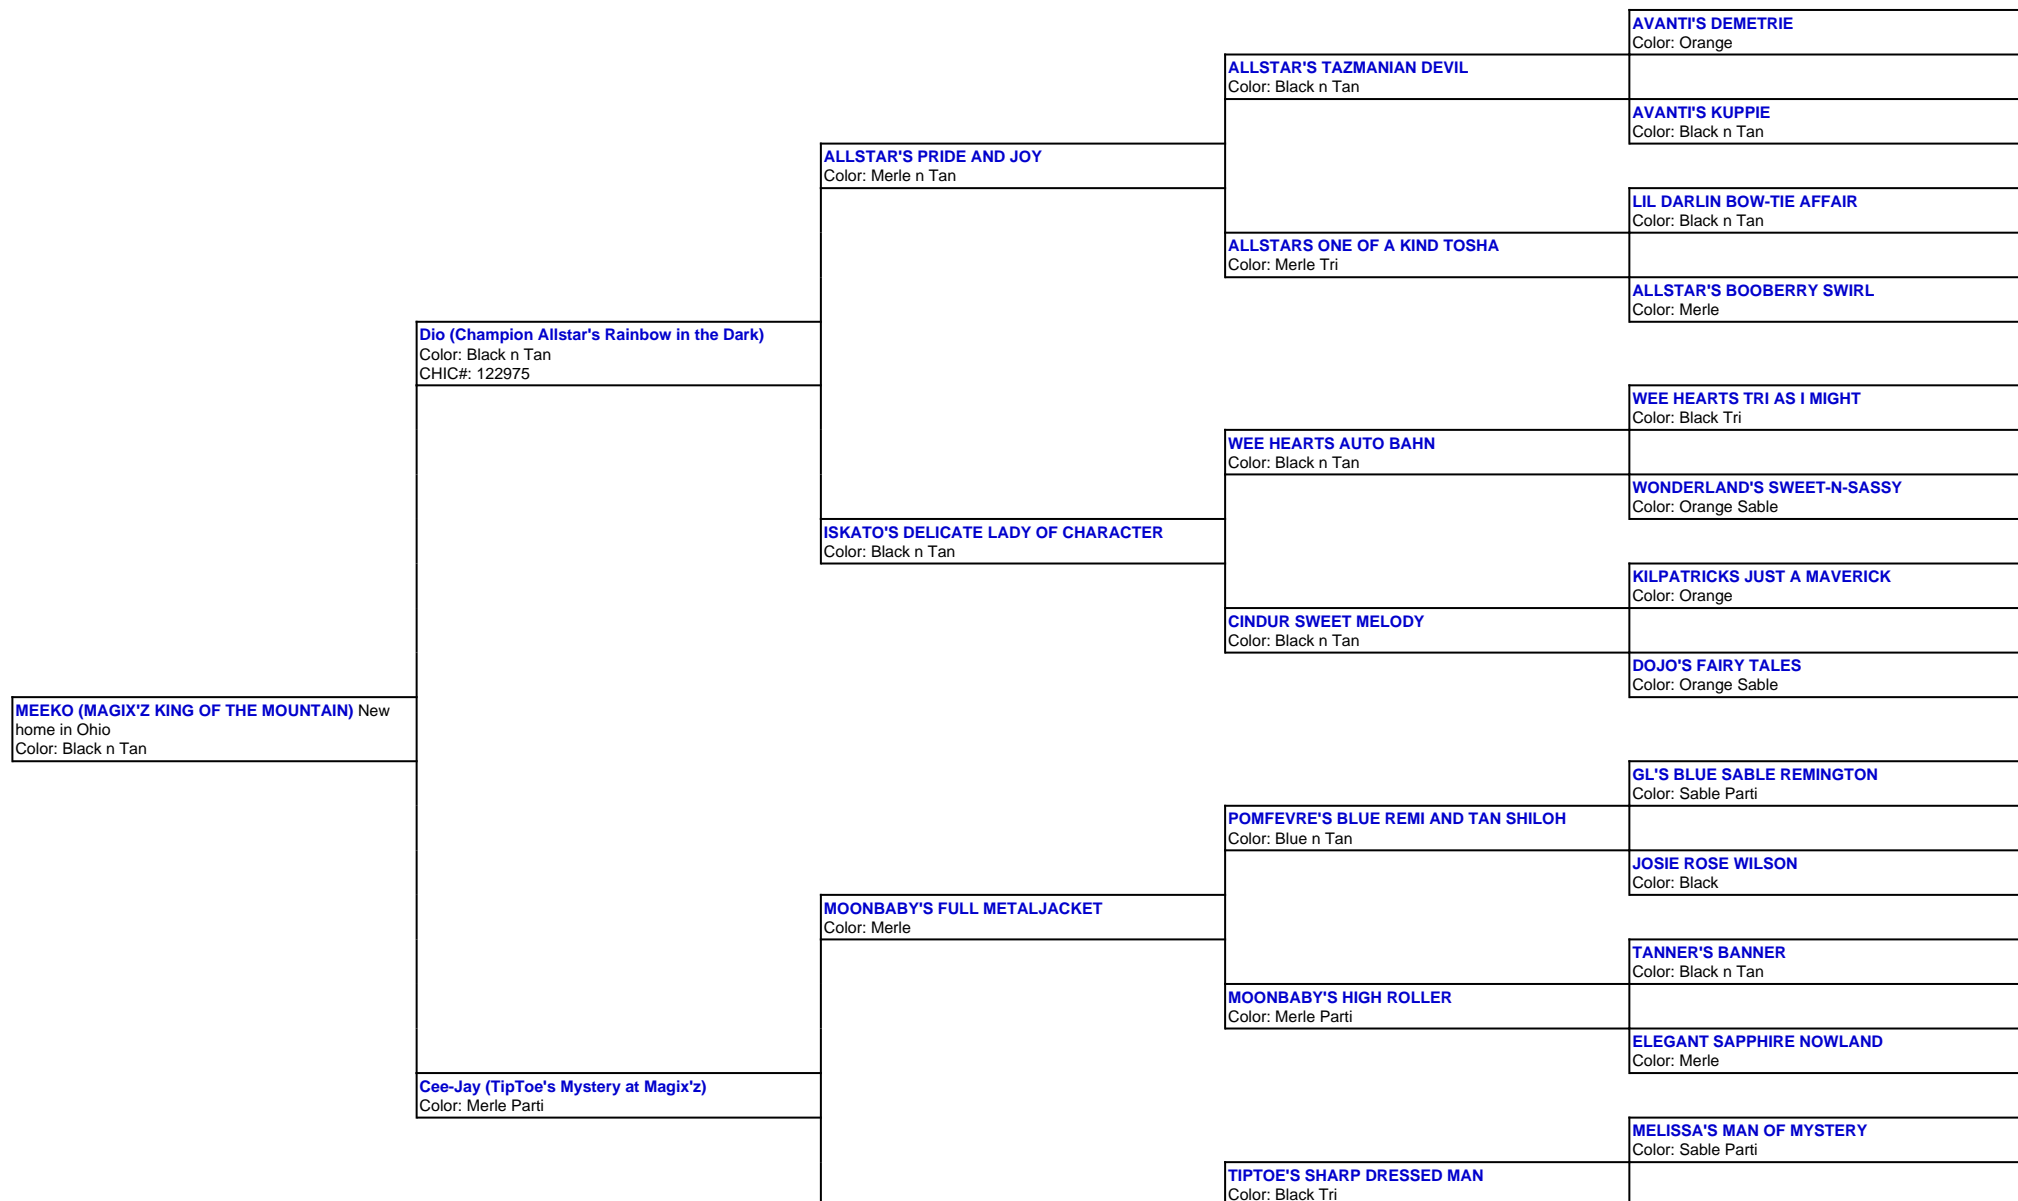 AVANTI'S DEMETRIE
Color: Orange
ALLSTAR'S TAZMANIAN DEVIL
Color: Black n Tan
AVANTI'S KUPPIE
Color: Black n Tan
ALLSTAR'S PRIDE AND JOY
Color: Merle n Tan
LIL DARLIN BOW-TIE AFFAIR
Color: Black n Tan
ALLSTARS ONE OF A KIND TOSHA
Color: Merle Tri
ALLSTAR'S BOOBERRY SWIRL
Color: Merle
Dio (Champion Allstar's Rainbow in the Dark)
Color: Black n Tan
CHIC#: 122975
WEE HEARTS TRI AS I MIGHT
Color: Black Tri
WEE HEARTS AUTO BAHN
Color: Black n Tan
WONDERLAND'S SWEET-N-SASSY
Color: Orange Sable
ISKATO'S DELICATE LADY OF CHARACTER
Color: Black n Tan
KILPATRICKS JUST A MAVERICK
Color: Orange
CINDUR SWEET MELODY
Color: Black n Tan
DOJO'S FAIRY TALES
Color: Orange Sable
MEEKO (MAGIX'Z KING OF THE MOUNTAIN) New
home in Ohio
Color: Black n Tan
GL'S BLUE SABLE REMINGTON
Color: Sable Parti
POMFEVRE'S BLUE REMI AND TAN SHILOH
Color: Blue n Tan
JOSIE ROSE WILSON
Color: Black
MOONBABY'S FULL METALJACKET
Color: Merle
TANNER'S BANNER
Color: Black n Tan
MOONBABY'S HIGH ROLLER
Color: Merle Parti
ELEGANT SAPPHIRE NOWLAND
Color: Merle
Cee-Jay (TipToe's Mystery at Magix'z)
Color: Merle Parti
MELISSA'S MAN OF MYSTERY
Color: Sable Parti
TIPTOE'S SHARP DRESSED MAN
Color: Black Tri